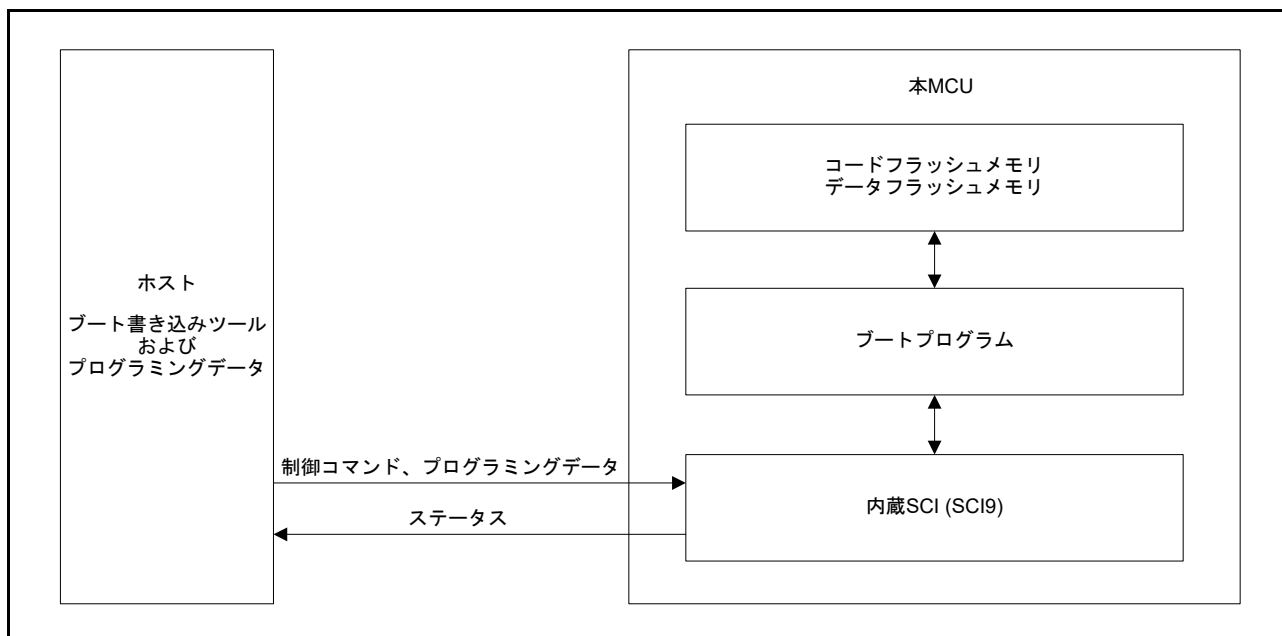 ホスト
ブート書き込みツール
および
プログラミングデータ
制御コマンド、プログラミングデータ
ステータス
本MCU
コードフラッシュメモリ
データフラッシュメモリ
ブートプログラム
内蔵SCI (SCI9)